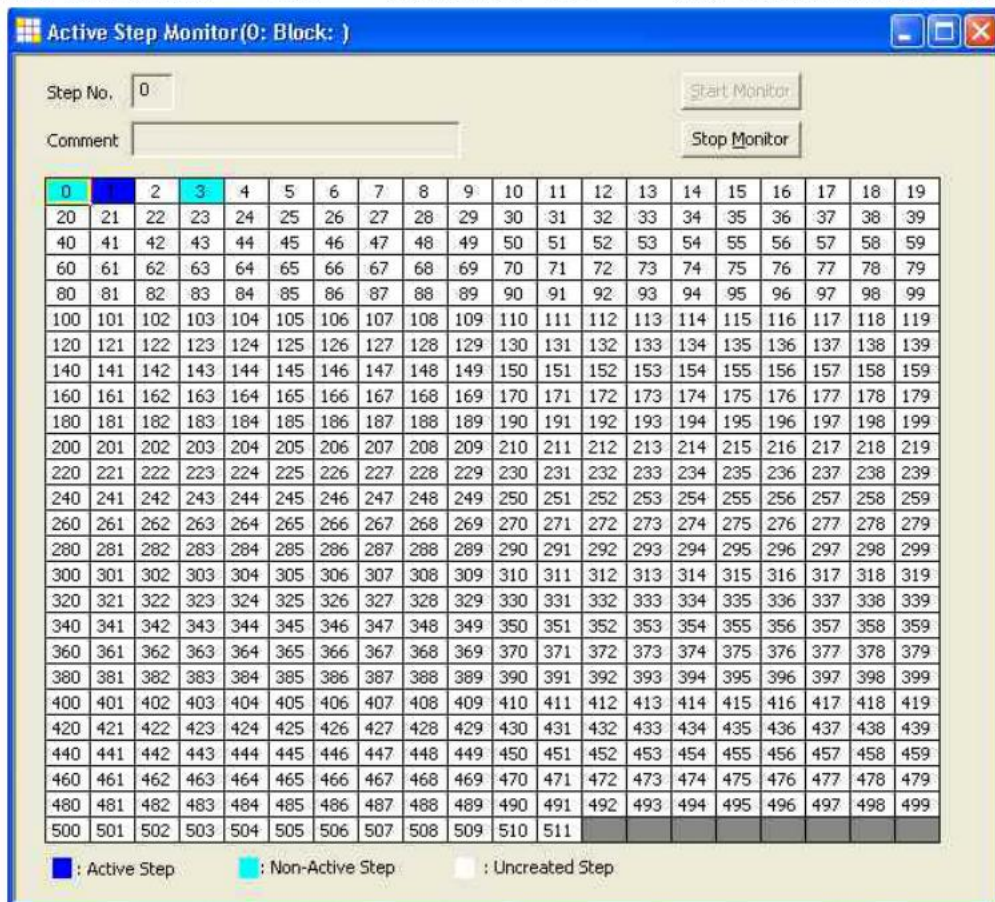 Active Step Monitor(0: Block: )
Step No. 0 Start Monitor
Comment Stop Monitor
0 1 2 3 4 5 6 7 8 9 10 11 12 13 14 15 16 17 18 19
20 21 22 23 24 25 26 27 28 29 30 31 32 33 34 35 36 37 38 39
40 41 42 43 44 45 46 47 48 49 50 51 52 53 54 55 56 57 58 59
60 61 62 63 64 65 66 67 68 69 70 71 72 73 74 75 76 77 78 79
80 81 82 83 84 85 86 87 88 89 90 91 92 93 94 95 96 97 98 99
100 101 102 103 104 105 106 107 108 109 110 111 112 113 114 115 116 117 118 119
120 121 122 123 124 125 126 127 128 129 130 131 132 133 134 135 136 137 138 139
140 141 142 143 144 145 146 147 148 149 150 151 152 153 154 155 156 157 158 159
160 161 162 163 164 165 166 167 168 169 170 171 172 173 174 175 176 177 178 179
180 181 182 183 184 185 186 187 188 189 190 191 192 193 194 195 196 197 198 199
200 201 202 203 204 205 206 207 208 209 210 211 212 213 214 215 216 217 218 219
220 221 222 223 224 225 226 227 228 229 230 231 232 233 234 235 236 237 238 239
240 241 242 243 244 245 246 247 248 249 250 251 252 253 254 255 256 257 258 259
260 261 262 263 264 265 266 267 268 269 270 271 272 273 274 275 276 277 278 279
280 281 282 283 284 285 286 287 288 289 290 291 292 293 294 295 296 297 298 299
300 301 302 303 304 305 306 307 308 309 310 311 312 313 314 315 316 317 318 319
320 321 322 323 324 325 326 327 328 329 330 331 332 333 334 335 336 337 338 339
340 341 342 343 344 345 346 347 348 349 350 351 352 353 354 355 356 357 358 359
360 361 362 363 364 365 366 367 368 369 370 371 372 373 374 375 376 377 378 379
380 381 382 383 384 385 386 387 388 389 390 391 392 393 394 395 396 397 398 399
400 401 402 403 404 405 406 407 408 409 410 411 412 413 414 415 416 417 418 419
420 421 422 423 424 425 426 427 428 429 430 431 432 433 434 435 436 437 438 439
440 441 442 443 444 445 446 447 448 449 450 451 452 453 454 455 456 457 458 459
460 461 462 463 464 465 466 467 468 469 470 471 472 473 474 475 476 477 478 479
480 481 482 483 484 485 486 487 488 489 490 491 492 493 494 495 496 497 498 499
500 501 502 503 504 505 506 507 508 509 510 511
: Active Step : Non-Active Step : Uncreated Step